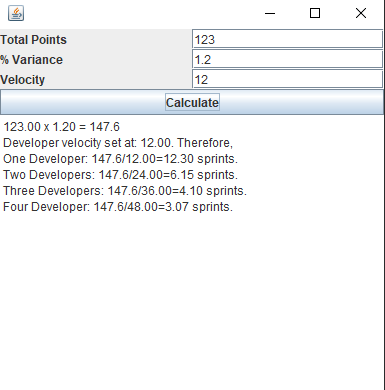 Total Points 123
% Variance 1.2
Velocity 12
Calculate
123.00 x 1.20 = 147.6
Developer velocity set at: 12.00. Therefore,
One Developer: 147.6/12.00=12.30 sprints.
Two Developers: 147.6/24.00=6.15 sprints.
Three Developers: 147.6/36.00=4.10 sprints.
Four Developer: 147.6/48.00=3.07 sprints.